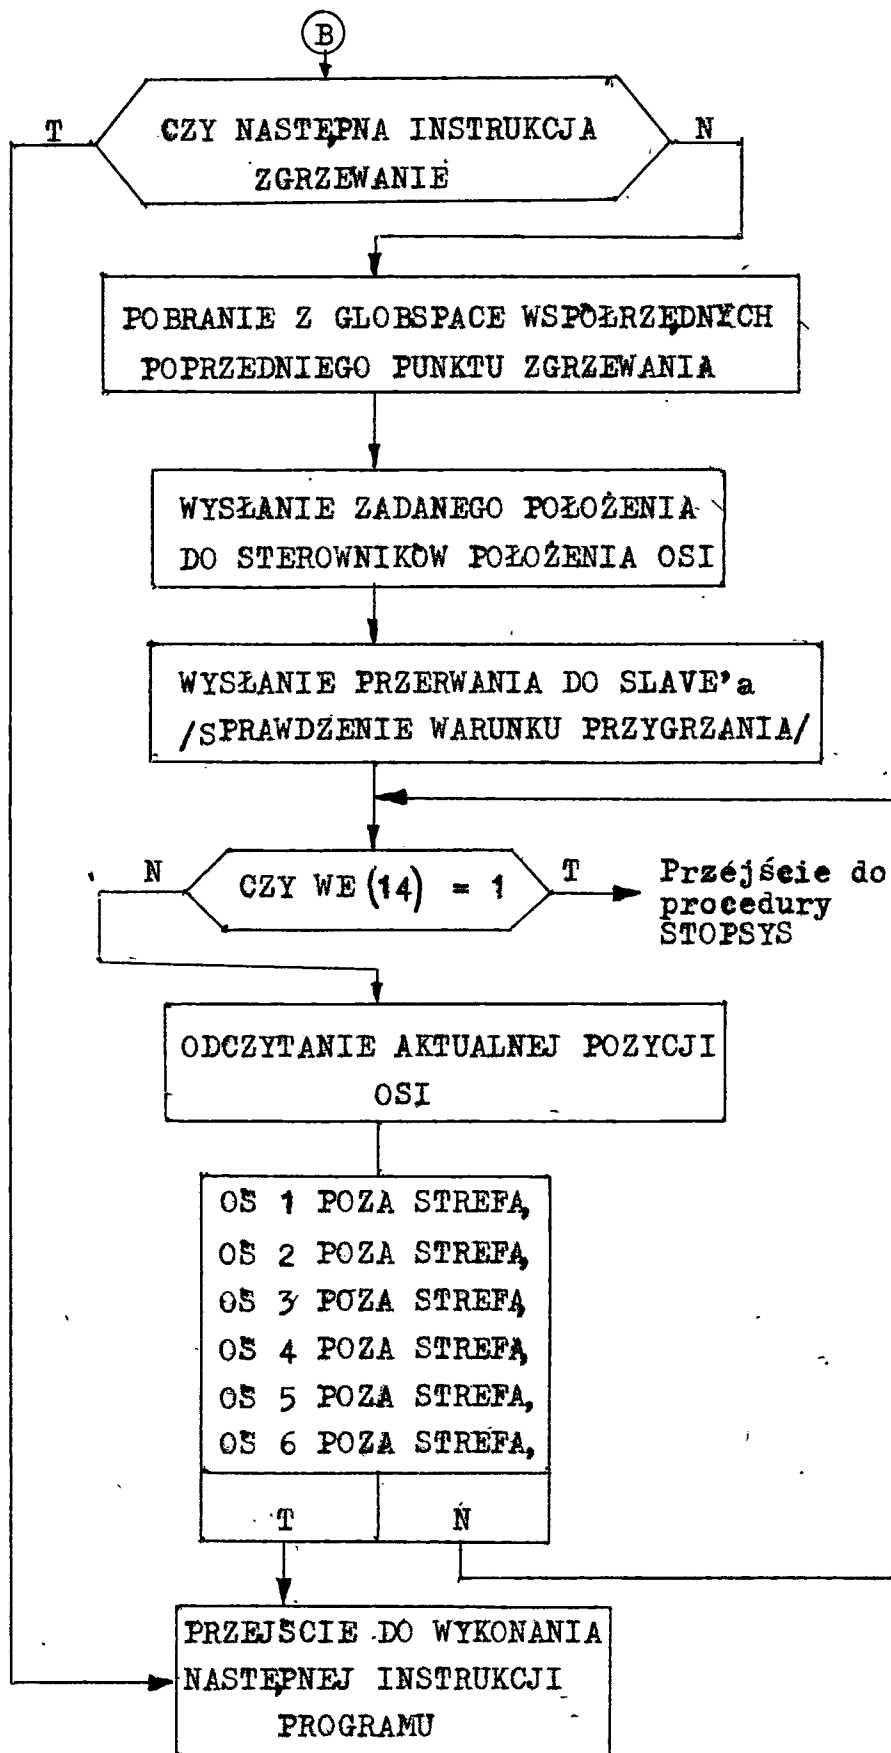 B
T
CZY NASTĘPNA INSTRUKCJA
N
ZGRZEWANIE
POBRANIE Z GLOBSPACE WSPÓŁRZĘDNYCH
POPRZEDNIEGO PUNKTU ZGRZEWANIA
WYSŁANIE ZADANEGO POŁOŻENIA
DO STEROWNIKÓW POŁOŻENIA OSI
WYSŁANIE PRZERWANIA DO SLAVE'a
/SPRAWDZENIE WARUNKU PRZYGRZANIA/
N
CZY WE (14) = 1
T
Przejście do
procedury
STOPSYS
ODCZYTANIE AKTUALNEJ POZYCJI
OSI
OŚ 1 POZA STREFĄ
OŚ 2 POZA STREFĄ
OŚ 3 POZA STREFĄ
OŚ 4 POZA STREFĄ
OŚ 5 POZA STREFĄ
OŚ 6 POZA STREFĄ
T
N
PRZEJŚCIE DO WYKONANIA
NASTĘPNEJ INSTRUKCJI
PROGRAMU